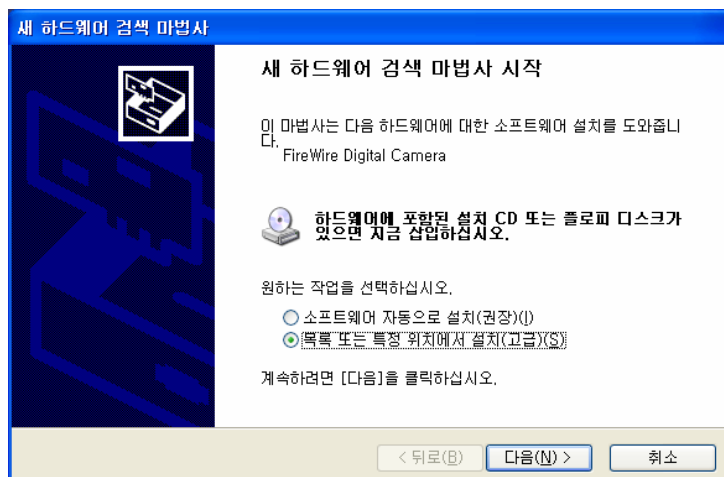 새 하드웨어 검색 마법사
새 하드웨어 검색 마법사 시작
이 마법사는 다음 하드웨어에 대한 소프트웨어 설치를 도와줍니
다.
FireWire Digital Camera
하드웨어에 포함된 설치 CD 또는 플로피 디스크가
있으면 지금 삽입하십시오.
원하는 작업을 선택하십시오.
소프트웨어 자동으로 설치(권장)(I)
목록 또는 특정 위치에서 설치(고급)(S)
계속하려면 [다음]을 클릭하십시오.
< 뒤로(B) 다음(N) > 취소